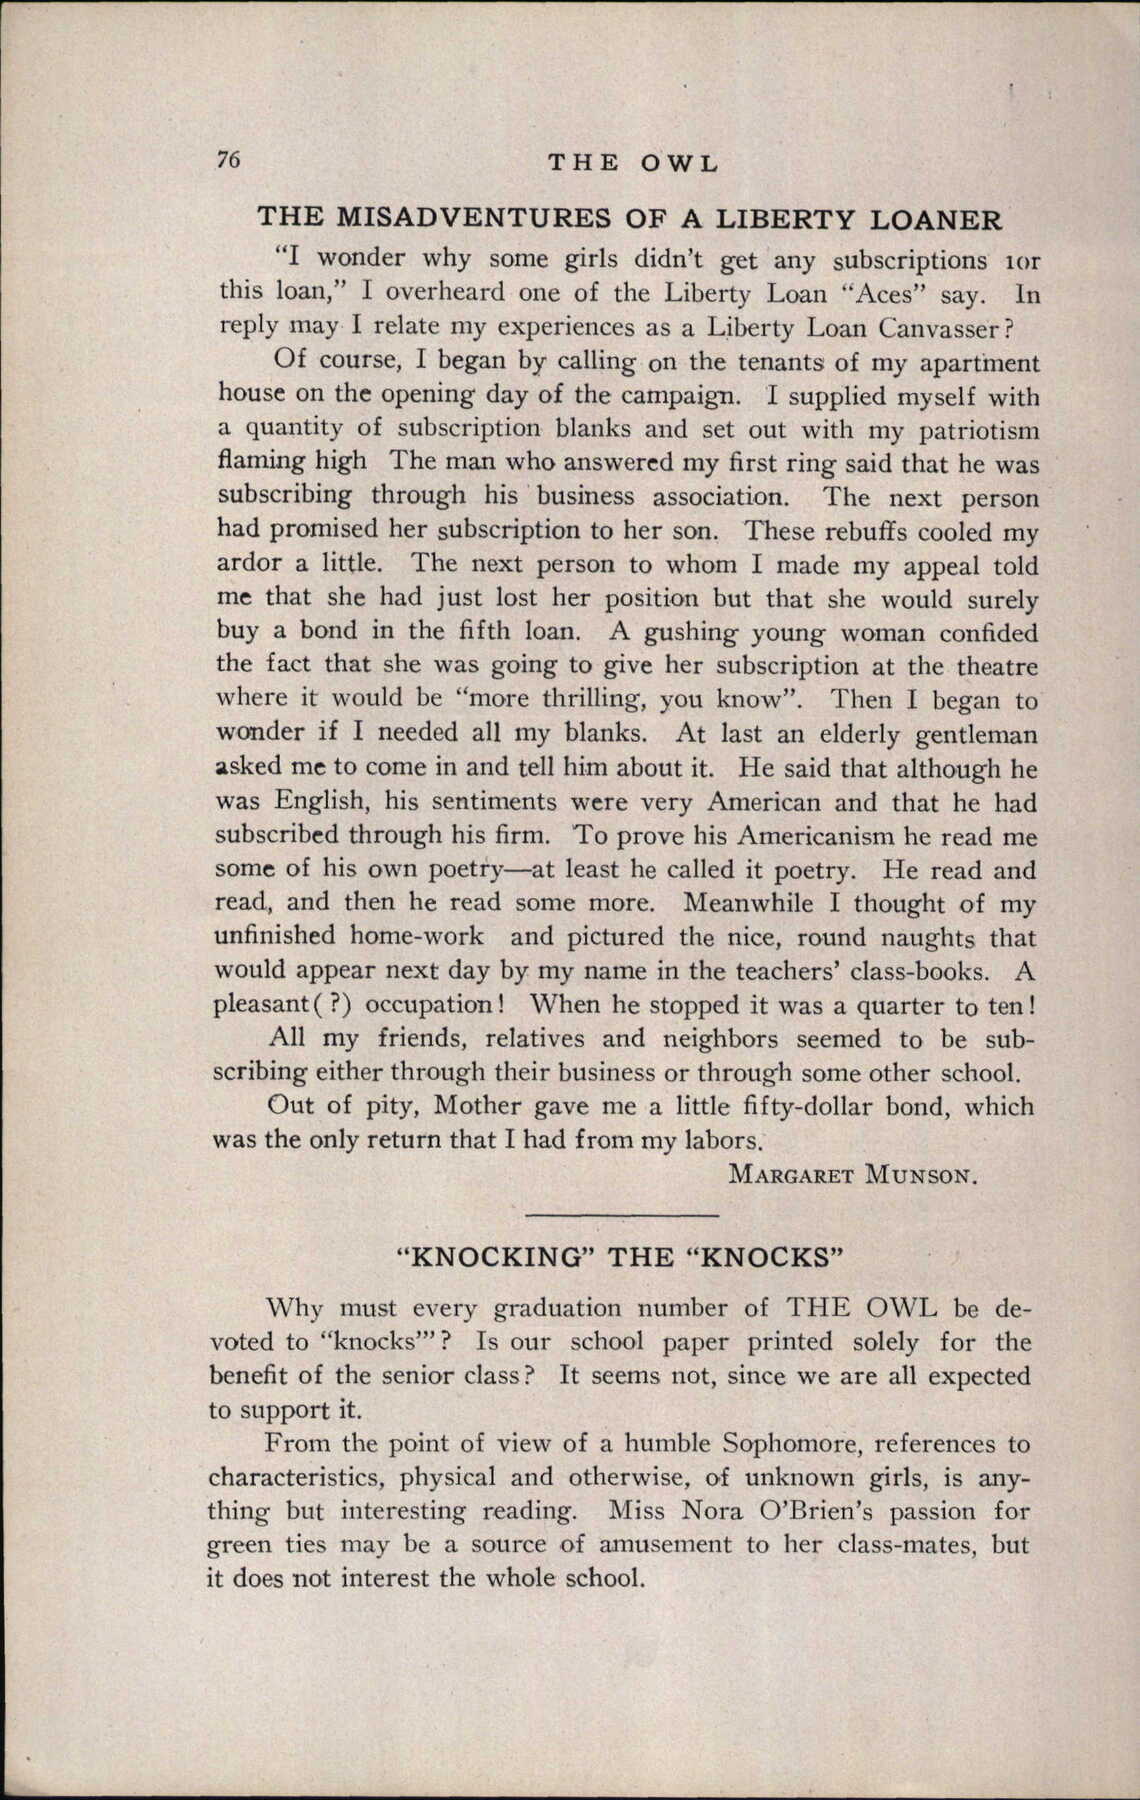 76
THE OWL
THE MISADVENTURES OF A LIBERTY LOANER
“I wonder why some girls didn’t get any subscriptions for
this loan,” I overheard one of the Liberty Loan “Aces” say. In
reply may I relate my experiences as a Liberty Loan Canvasser?
Of course, I began by calling on the tenants of my apartment
house on the opening day of the campaign. I supplied myself with
a quantity of subscription blanks and set out with my patriotism
flaming high The man who answered my first ring said that he was
subscribing through his business association. The next person
had promised her subscription to her son. These rebuffs cooled my
ardor a little. The next person to whom I made my appeal told
me that she had just lost her position but that she would surely
buy a bond in the fifth loan. A gushing young woman confided
the fact that she was going to give her subscription at the theatre
where it would be “more thrilling, you know”. Then I began to
wonder if I needed all my blanks. At last an elderly gentleman
asked me to come in and tell him about it. He said that although he
was English, his sentiments were very American and that he had
subscribed through his firm. To prove his Americanism he read me
some of his own poetry—at least he called it poetry. He read and
read, and then he read some more. Meanwhile I thought of my
unfinished home-work and pictured the nice, round naughts that
would appear next day by my name in the teachers’ class-books. A
pleasant(?) occupation! When he stopped it was a quarter to ten!
All my friends, relatives and neighbors seemed to be sub-
scribing either through their business or through some other school.
Out of pity, Mother gave me a little fifty-dollar bond, which
was the only return that I had from my labors.
MARGARET MUNSON.
“KNOCKING” THE “KNOCKS”
Why must every graduation number of THE OWL be de-
voted to “knocks”’? Is our school paper printed solely for the
benefit of the senior class? It seems not, since we are all expected
to support it.
From the point of view of a humble Sophomore, references to
characteristics, physical and otherwise, of unknown girls, is any-
thing but interesting reading. Miss Nora O’Brien’s passion for
green ties may be a source of amusement to her class-mates, but
it does not interest the whole school.